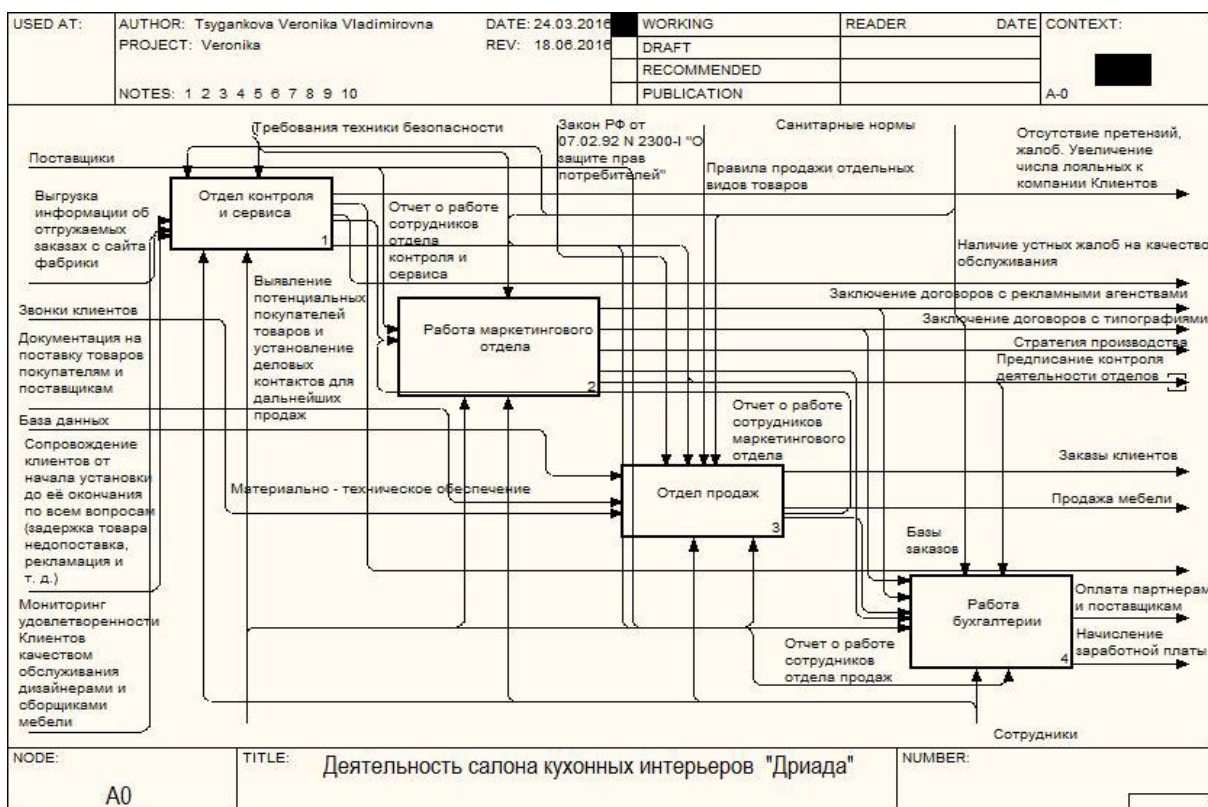 USED AT:
AUTHOR: Tsygankova Veronika Vladimirovna
DATE: 24.03.2016
PROJECT: Veronika
REV: 18.06.2016
NOTES: 1 2 3 4 5 6 7 8 9 10
WORKING
DRAFT
RECOMMENDED
PUBLICATION
READER
DATE
CONTEXT:
A-0
Требования техники безопасности
Закон РФ от
07.02.92 N 2300-I "О
защите прав
потребителей"
Санитарные нормы
Правила продажи отдельных
видов товаров
Отсутствие претензий,
жалоб. Увеличение
числа лояльных к
компании Клиентов
Поставщики
Выгрузка
информации об
отгружаемых
заказах с сайта
фабрики
Отдел контроля
и сервиса
1
Отчет о работе
сотрудников
отдела
контроля и
сервиса
Наличие устных жалоб на качество
обслуживания
Выявление
потенциальных
покупателей
товаров и
установление
деловых
контактов для
дальнейших
продаж
Звонки клиентов
Работа маркетингового
отдела
2
Заключение договоров с рекламными агенствами
Заключение договоров с типографиями
Стратегия производства
Предписание контроля
деятельности отделов
Документация на
поставку товаров
покупателям и
поставщикам
База данных
Отчет о работе
сотрудников
маркетингового
отдела
Сопровождение
клиентов от
начала установки
до её окончания
по всем вопросам
(задержка товара
недопоставка,
рекламация и
т. д.)
Материально - техническое обеспечение
Отдел продаж
3
Заказы клиентов
Продажа мебели
Базы
заказов
Работа
бухгалтерии
4
Оплата партнерам
и поставщикам
Начисление
заработной платы
Мониторинг
удовлетворенности
Клиентов
качеством
обслуживания
дизайнерами и
сборщиками
мебели
Отчет о работе
сотрудников
отдела продаж
Сотрудники
NODE:
A0
TITLE:
Деятельность салона кухонных интерьеров "Дриада"
NUMBER: